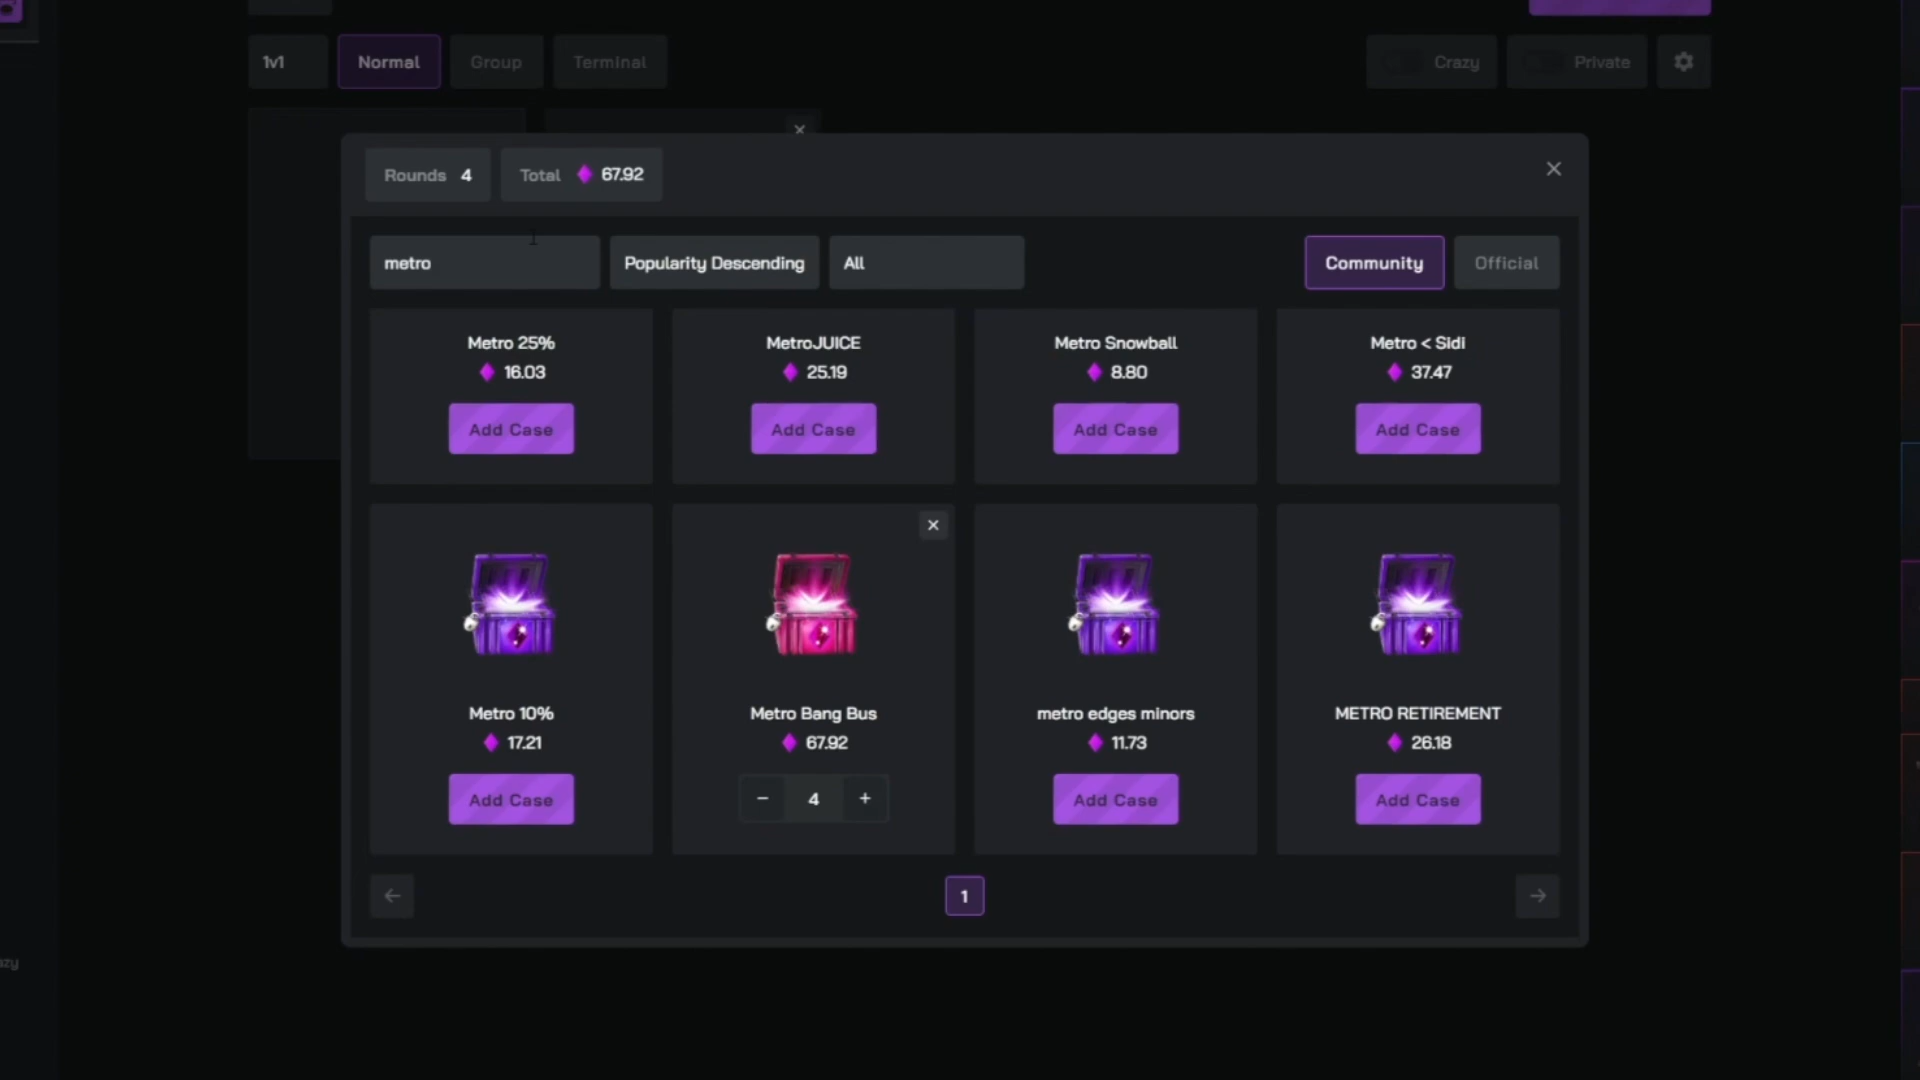 1v1 Normal Group Terminal Crazy Private
Rounds 4 Total 67.92
metro Popularity Descending All Community Official
Metro 25% MetroJUICE Metro Snowball Metro < Sidi
16.03 25.19 8.80 37.47
Add Case Add Case Add Case Add Case
Metro 10% Metro Bang Bus metro edges minors METRO RETIREMENT
17.21 67.92 11.73 26.18
Add Case − 4 + Add Case Add Case
1
azy